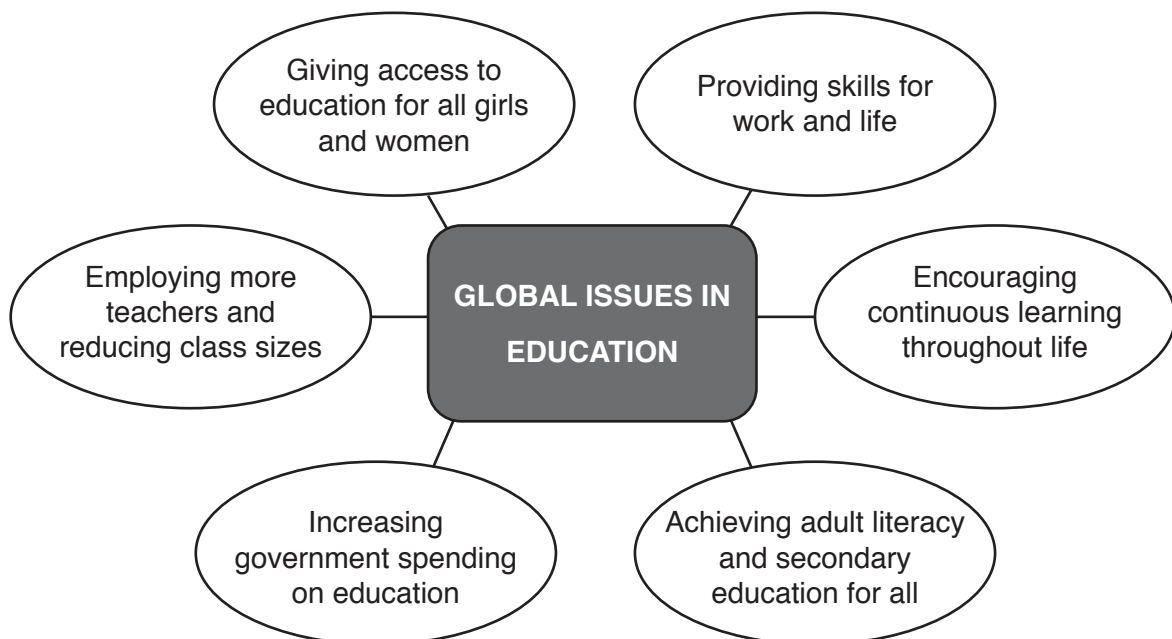 Giving access to
education for all girls
and women
Providing skills for
work and life
Employing more
teachers and
reducing class sizes
GLOBAL ISSUES IN
EDUCATION
Encouraging
continuous learning
throughout life
Increasing
government spending
on education
Achieving adult literacy
and secondary
education for all